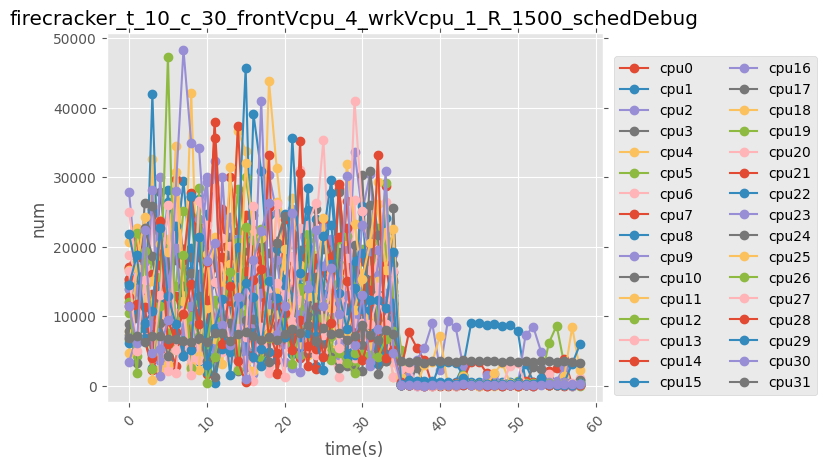 firecracker_t_10_c_30_frontVcpu_4_wrkVcpu_1_R_1500_schedDebug
50000
40000
30000
20000
10000
0
num
0
10
20
30
40
50
60
time(s)
cpu0
cpu1
cpu2
cpu3
cpu4
cpu5
cpu6
cpu7
cpu8
cpu9
cpu10
cpu11
cpu12
cpu13
cpu14
cpu15
cpu16
cpu17
cpu18
cpu19
cpu20
cpu21
cpu22
cpu23
cpu24
cpu25
cpu26
cpu27
cpu28
cpu29
cpu30
cpu31